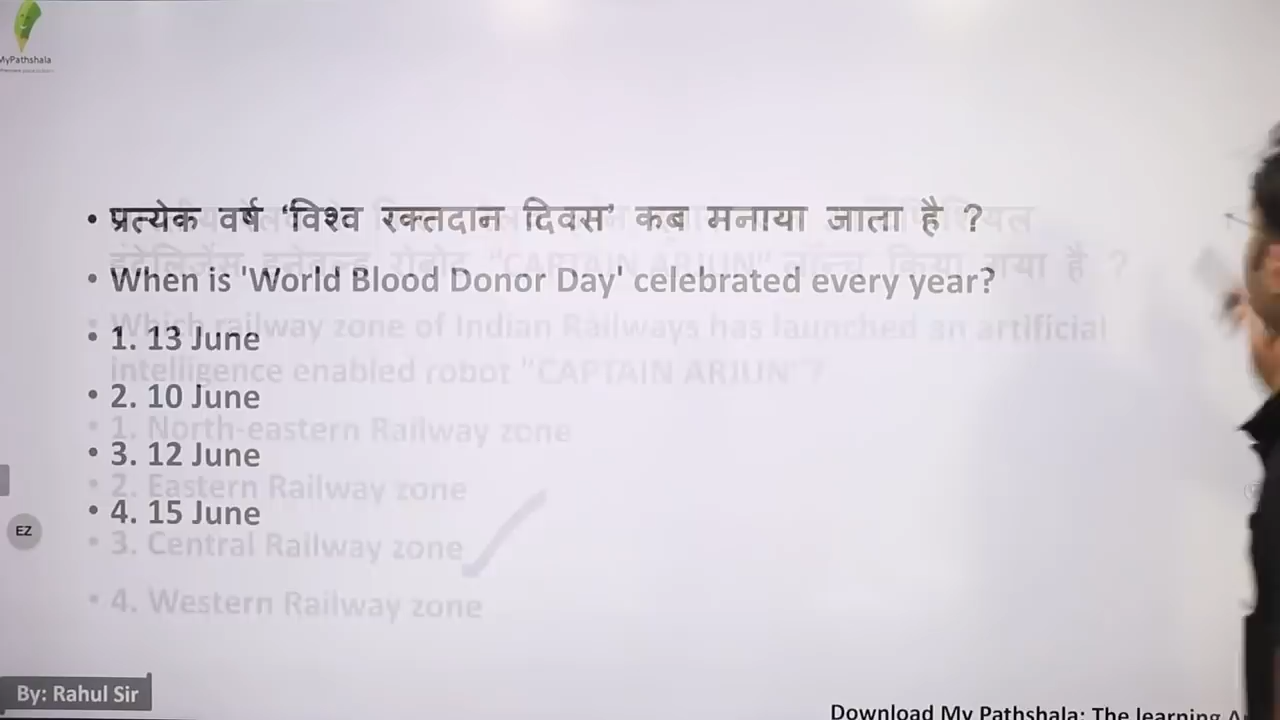 MyPathshala
• प्रत्येक वर्ष ‘विश्व रक्तदान दिवस’ कब मनाया जाता है ?
• When is 'World Blood Donor Day' celebrated every year?
• Which railway zone of Indian Railways has launched an artificial
• 1. 13 June
intelligence enabled robot "CAPTAIN ARJUN"?
• 2. 10 June
• 1. North-eastern Railway zone
• 3. 12 June
• 2. Eastern Railway zone
• 4. 15 June
EZ
• 3. Central Railway zone
• 4. Western Railway zone
By: Rahul Sir
Download My Pathshala: The learning